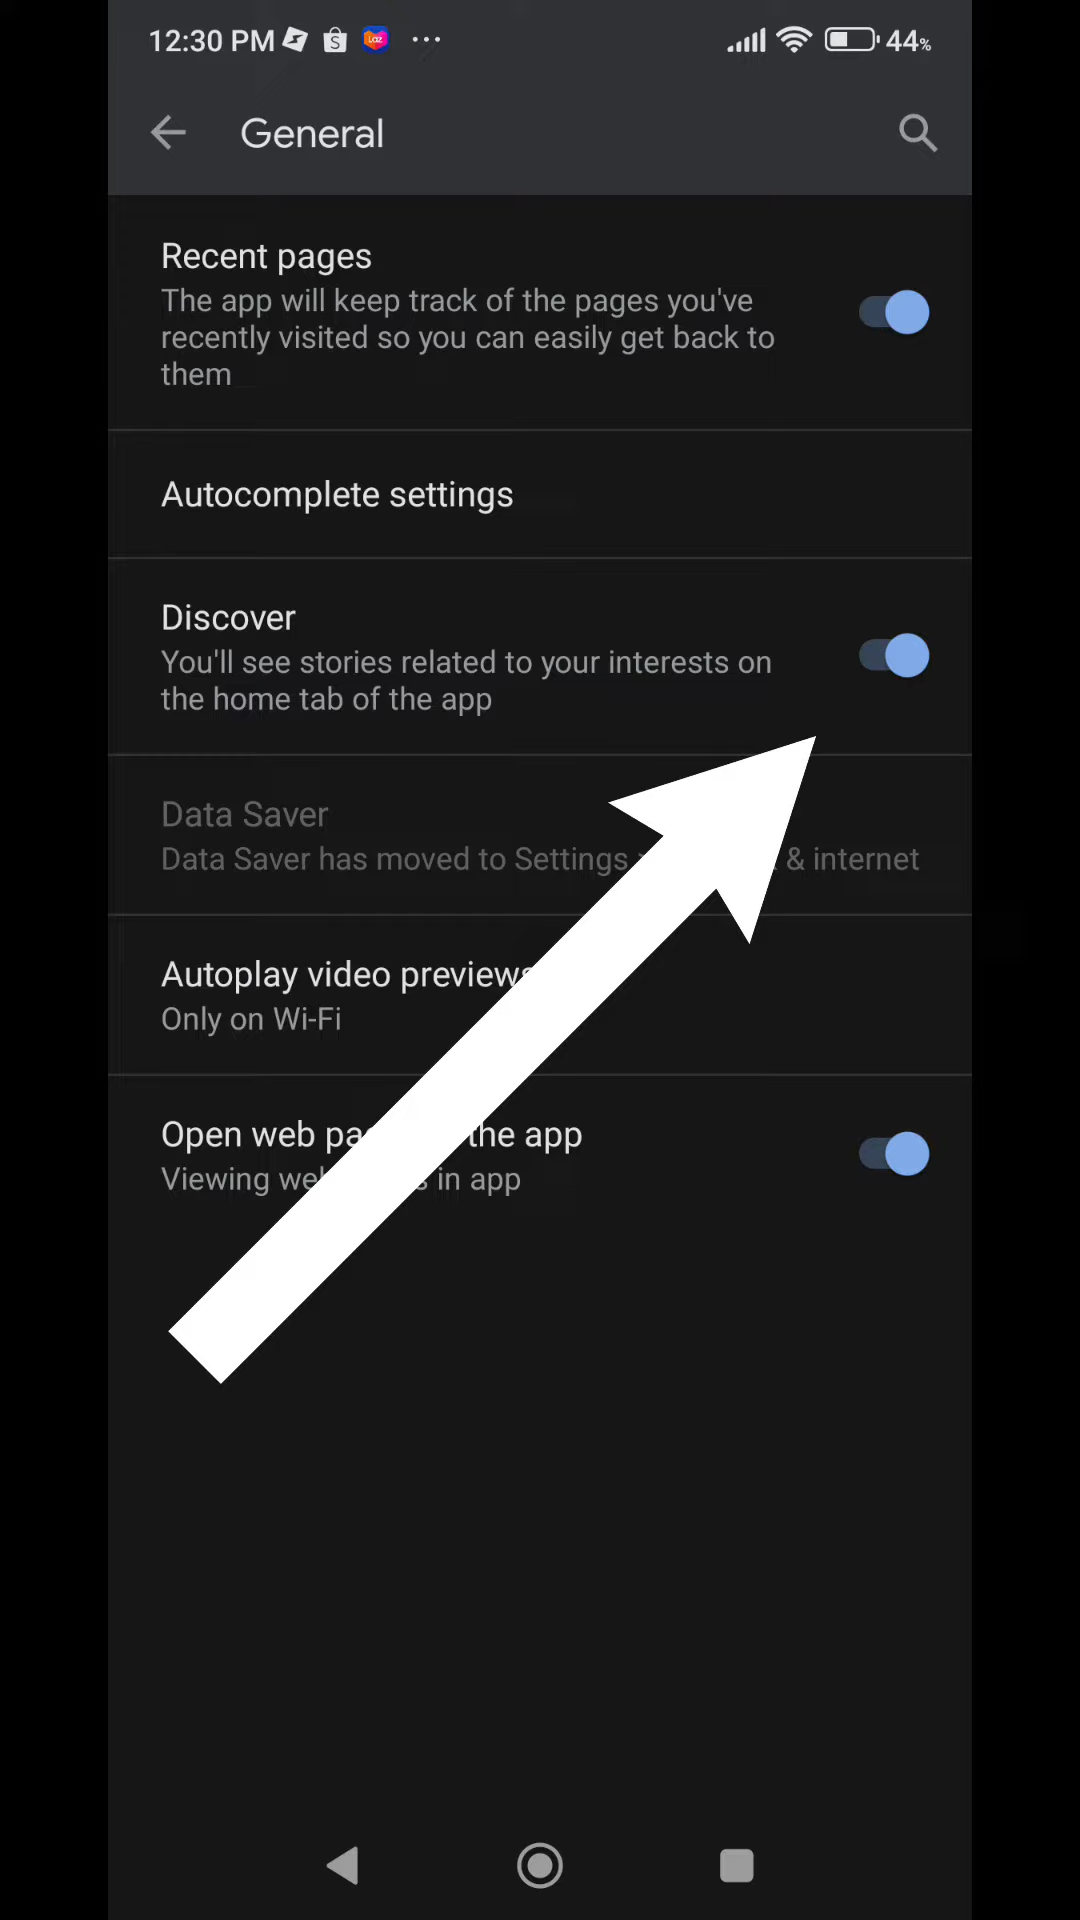 12:30 PM
44%
General
Recent pages
The app will keep track of the pages you've
recently visited so you can easily get back to
them
Autocomplete settings
Discover
You'll see stories related to your interests on
the home tab of the app
Data Saver
Data Saver has moved to Settings & internet
Autoplay video previews
Only on Wi-Fi
Open web the app
Viewing in app